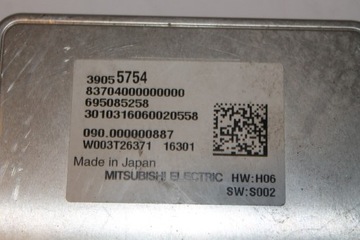 39055754
83704000000000
695085258
3010316060020558
090.000000887
W003T26371 16301
Made in Japan
MITSUBISHI ELECTRIC HW:H06
SW:S002